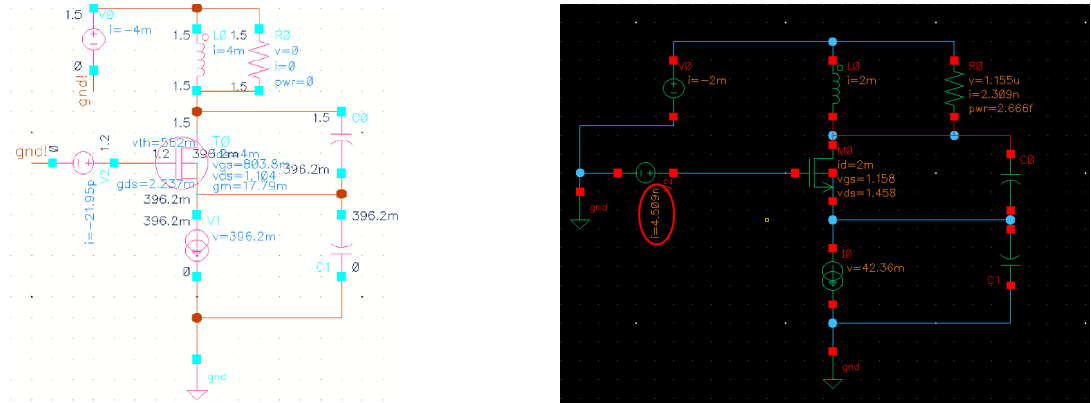 1.5
V0
i=-4m
0
gnd!
1.5
L0
i=4m
1.5
R0
v=0
i=0
pwr=0
1.5
1.5
1.5
1.5
C0
vth=562m
T0
1.2
396.2m
ids=4m
vgs=803.8m
vds=1.104
gds=2.237m
gm=17.79m
gnd!
0
1.2
V2
i=-21.95p
396.2m
396.2m
396.2m
396.2m
V1
v=396.2m
0
C1
0
gnd
V0
i=-2m
L0
i=2m
R0
v=1.155u
i=2.309n
pwr=2.666f
M0
id=2m
vgs=1.158
vds=1.458
C0
V2
i=4.509n
gnd
I0
v=42.36m
C1
gnd